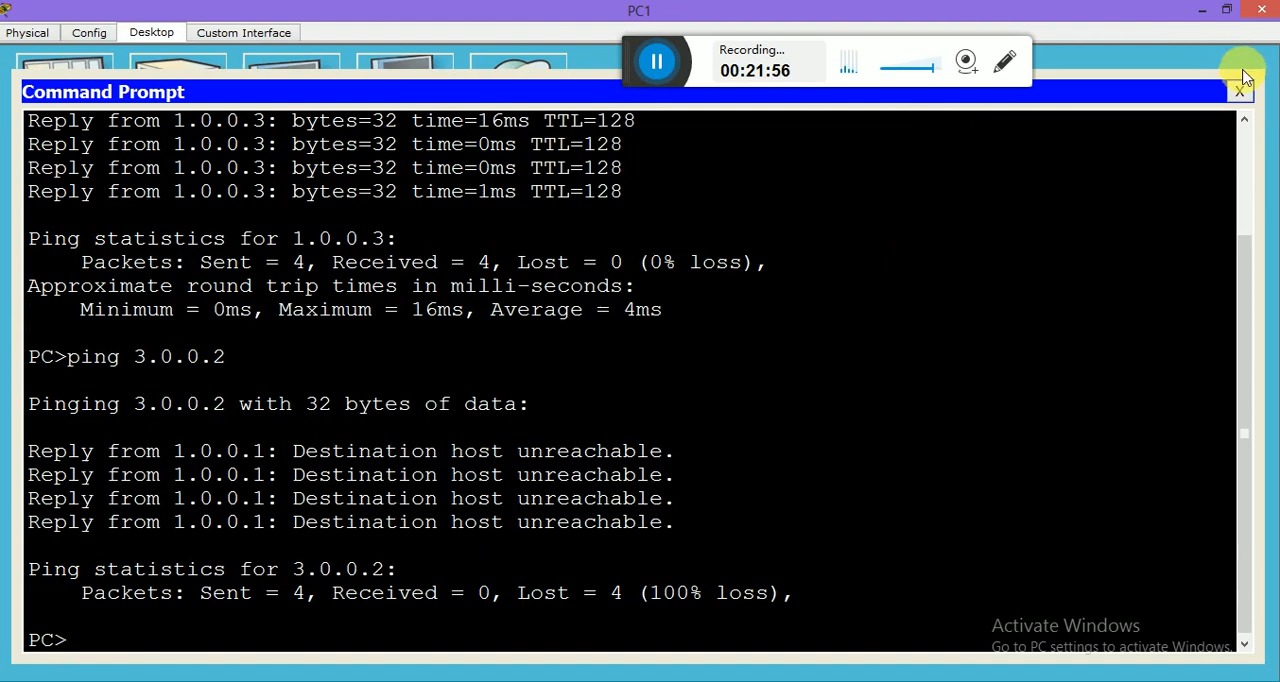 PC1
Physical
Config
Desktop
Custom Interface
Recording...
00:21:56
Command Prompt
X
Reply from 1.0.0.3: bytes=32 time=16ms TTL=128
Reply from 1.0.0.3: bytes=32 time=0ms TTL=128
Reply from 1.0.0.3: bytes=32 time=0ms TTL=128
Reply from 1.0.0.3: bytes=32 time=1ms TTL=128
Ping statistics for 1.0.0.3:
Packets: Sent = 4, Received = 4, Lost = 0 (0% loss),
Approximate round trip times in milli-seconds:
Minimum = 0ms, Maximum = 16ms, Average = 4ms
PC>ping 3.0.0.2
Pinging 3.0.0.2 with 32 bytes of data:
Reply from 1.0.0.1: Destination host unreachable.
Reply from 1.0.0.1: Destination host unreachable.
Reply from 1.0.0.1: Destination host unreachable.
Reply from 1.0.0.1: Destination host unreachable.
Ping statistics for 3.0.0.2:
Packets: Sent = 4, Received = 0, Lost = 4 (100% loss),
PC>
Activate Windows
Go to PC settings to activate Windows.